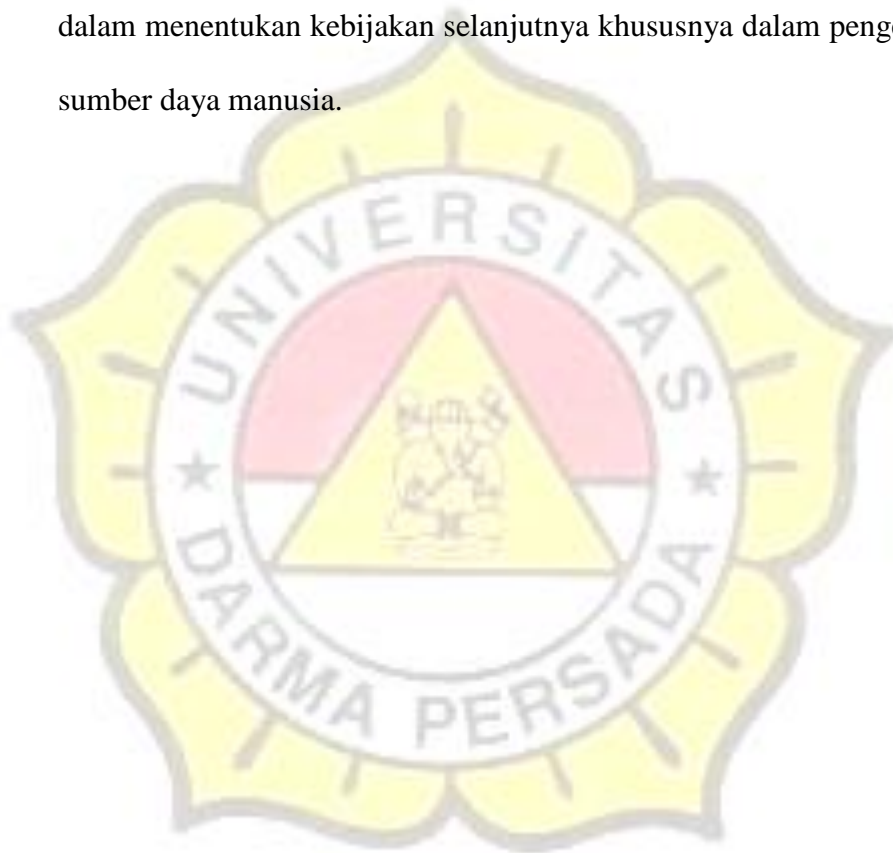 dalam menentukan kebijakan selanjutnya khususnya dalam
sumber daya manusia.
UNIVERSITAS
★ DARMA PERSADA ★